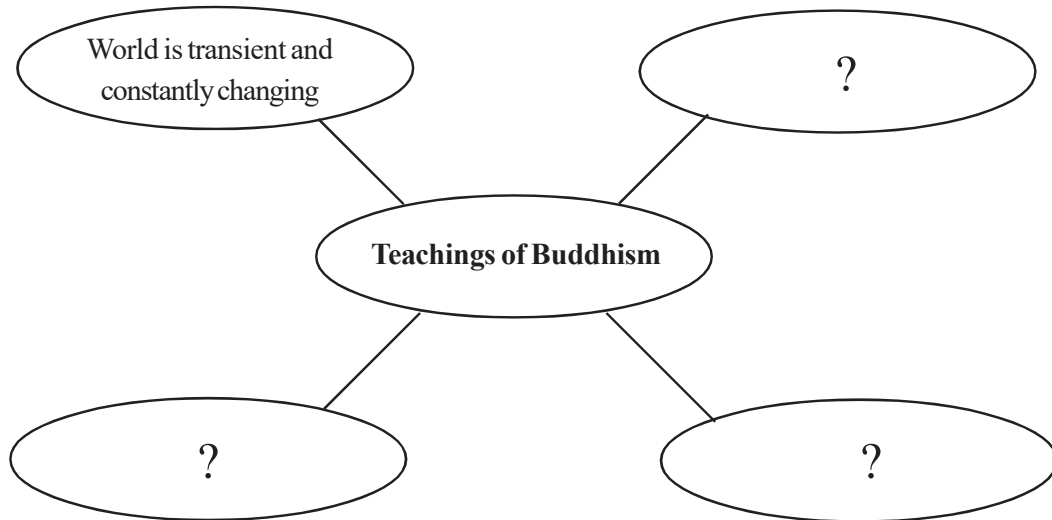 World is transient and
constantly changing
?
Teachings of Buddhism
?
?